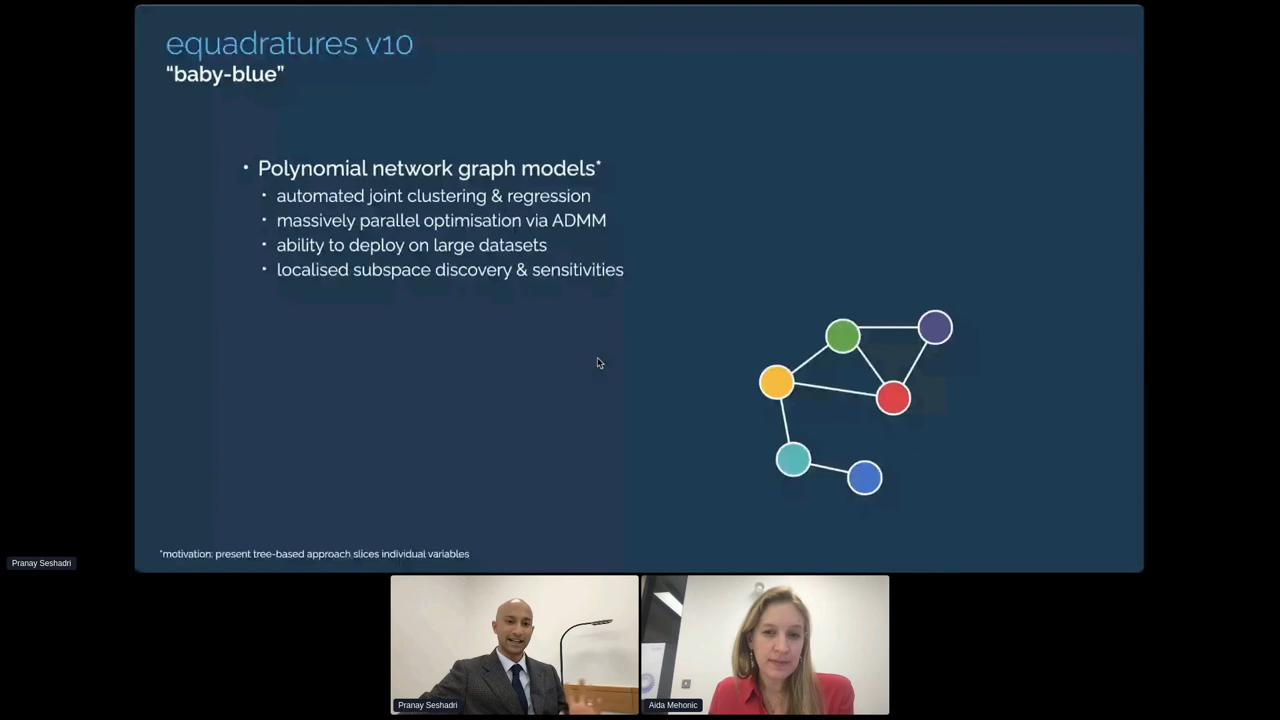 equadratures v10
“baby-blue”
• Polynomial network graph models*
• automated joint clustering & regression
• massively parallel optimisation via ADMM
• ability to deploy on large datasets
• localised subspace discovery & sensitivities
*motivation: present tree-based approach slices individual variables
Pranay Seshadri
Pranay Seshadri
Aida Mehonic